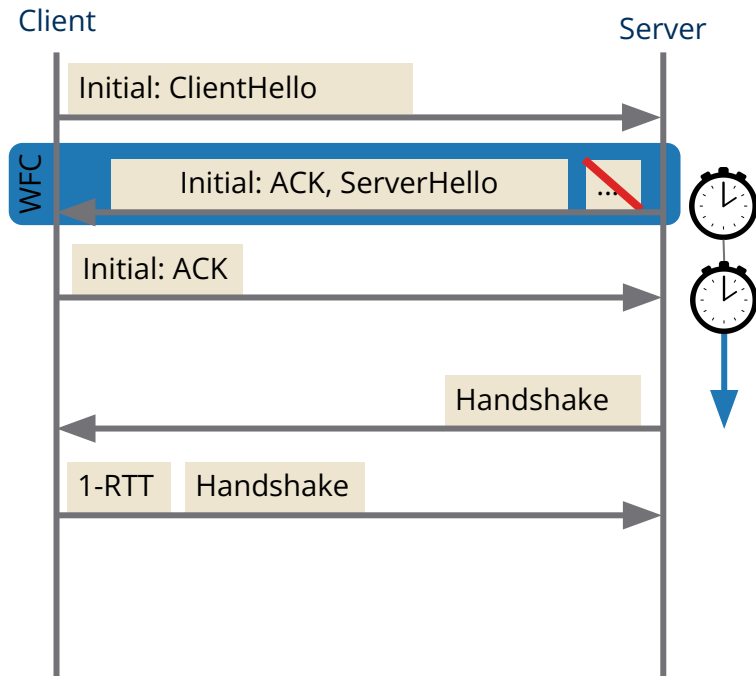 Client
Server
Initial: ClientHello
WFC
Initial: ACK, ServerHello
...
Initial: ACK
Handshake
1-RTT
Handshake